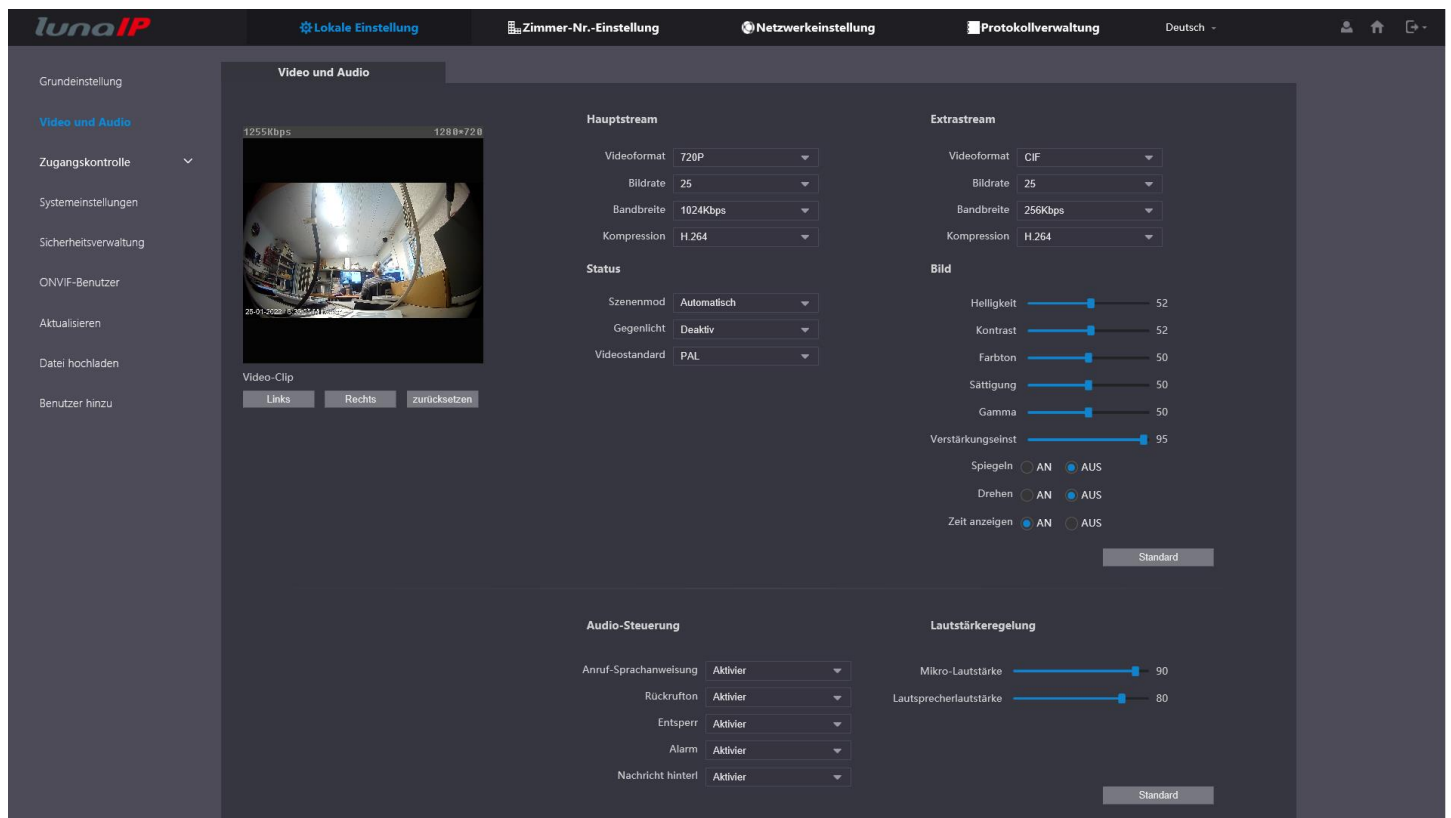 lunaIP
Lokale Einstellung
Zimmer-Nr.-Einstellung
Netzwerkeinstellung
Protokollverwaltung
Deutsch
Grundeinstellung
Video und Audio
Zugangskontrolle
Systemeinstellungen
Sicherheitsverwaltung
ONVIF-Benutzer
Aktualisieren
Datei hochladen
Benutzer hinzu
Video und Audio
1255Kbps 1280*720
Video-Clip
Links Rechts zurücksetzen
Hauptstream
Videoformat 720P
Bildrate 25
Bandbreite 1024Kbps
Kompression H.264
Status
Szenenmod Automatisch
Gegenlicht Deaktiv
Videostandard PAL
Extrastream
Videoformat CIF
Bildrate 25
Bandbreite 256Kbps
Kompression H.264
Bild
Helligkeit 52
Kontrast 52
Farbton 50
Sättigung 50
Gamma 50
Verstärkungseinst 95
Spiegeln AN AUS
Drehen AN AUS
Zeit anzeigen AN AUS
Standard
Audio-Steuerung
Anruf-Sprachanweisung Aktivier
Rückrufton Aktivier
Entsperr Aktivier
Alarm Aktivier
Nachricht hinterl Aktivier
Lautstärkeregelung
Mikro-Lautstärke 90
Lautsprecherlautstärke 80
Standard